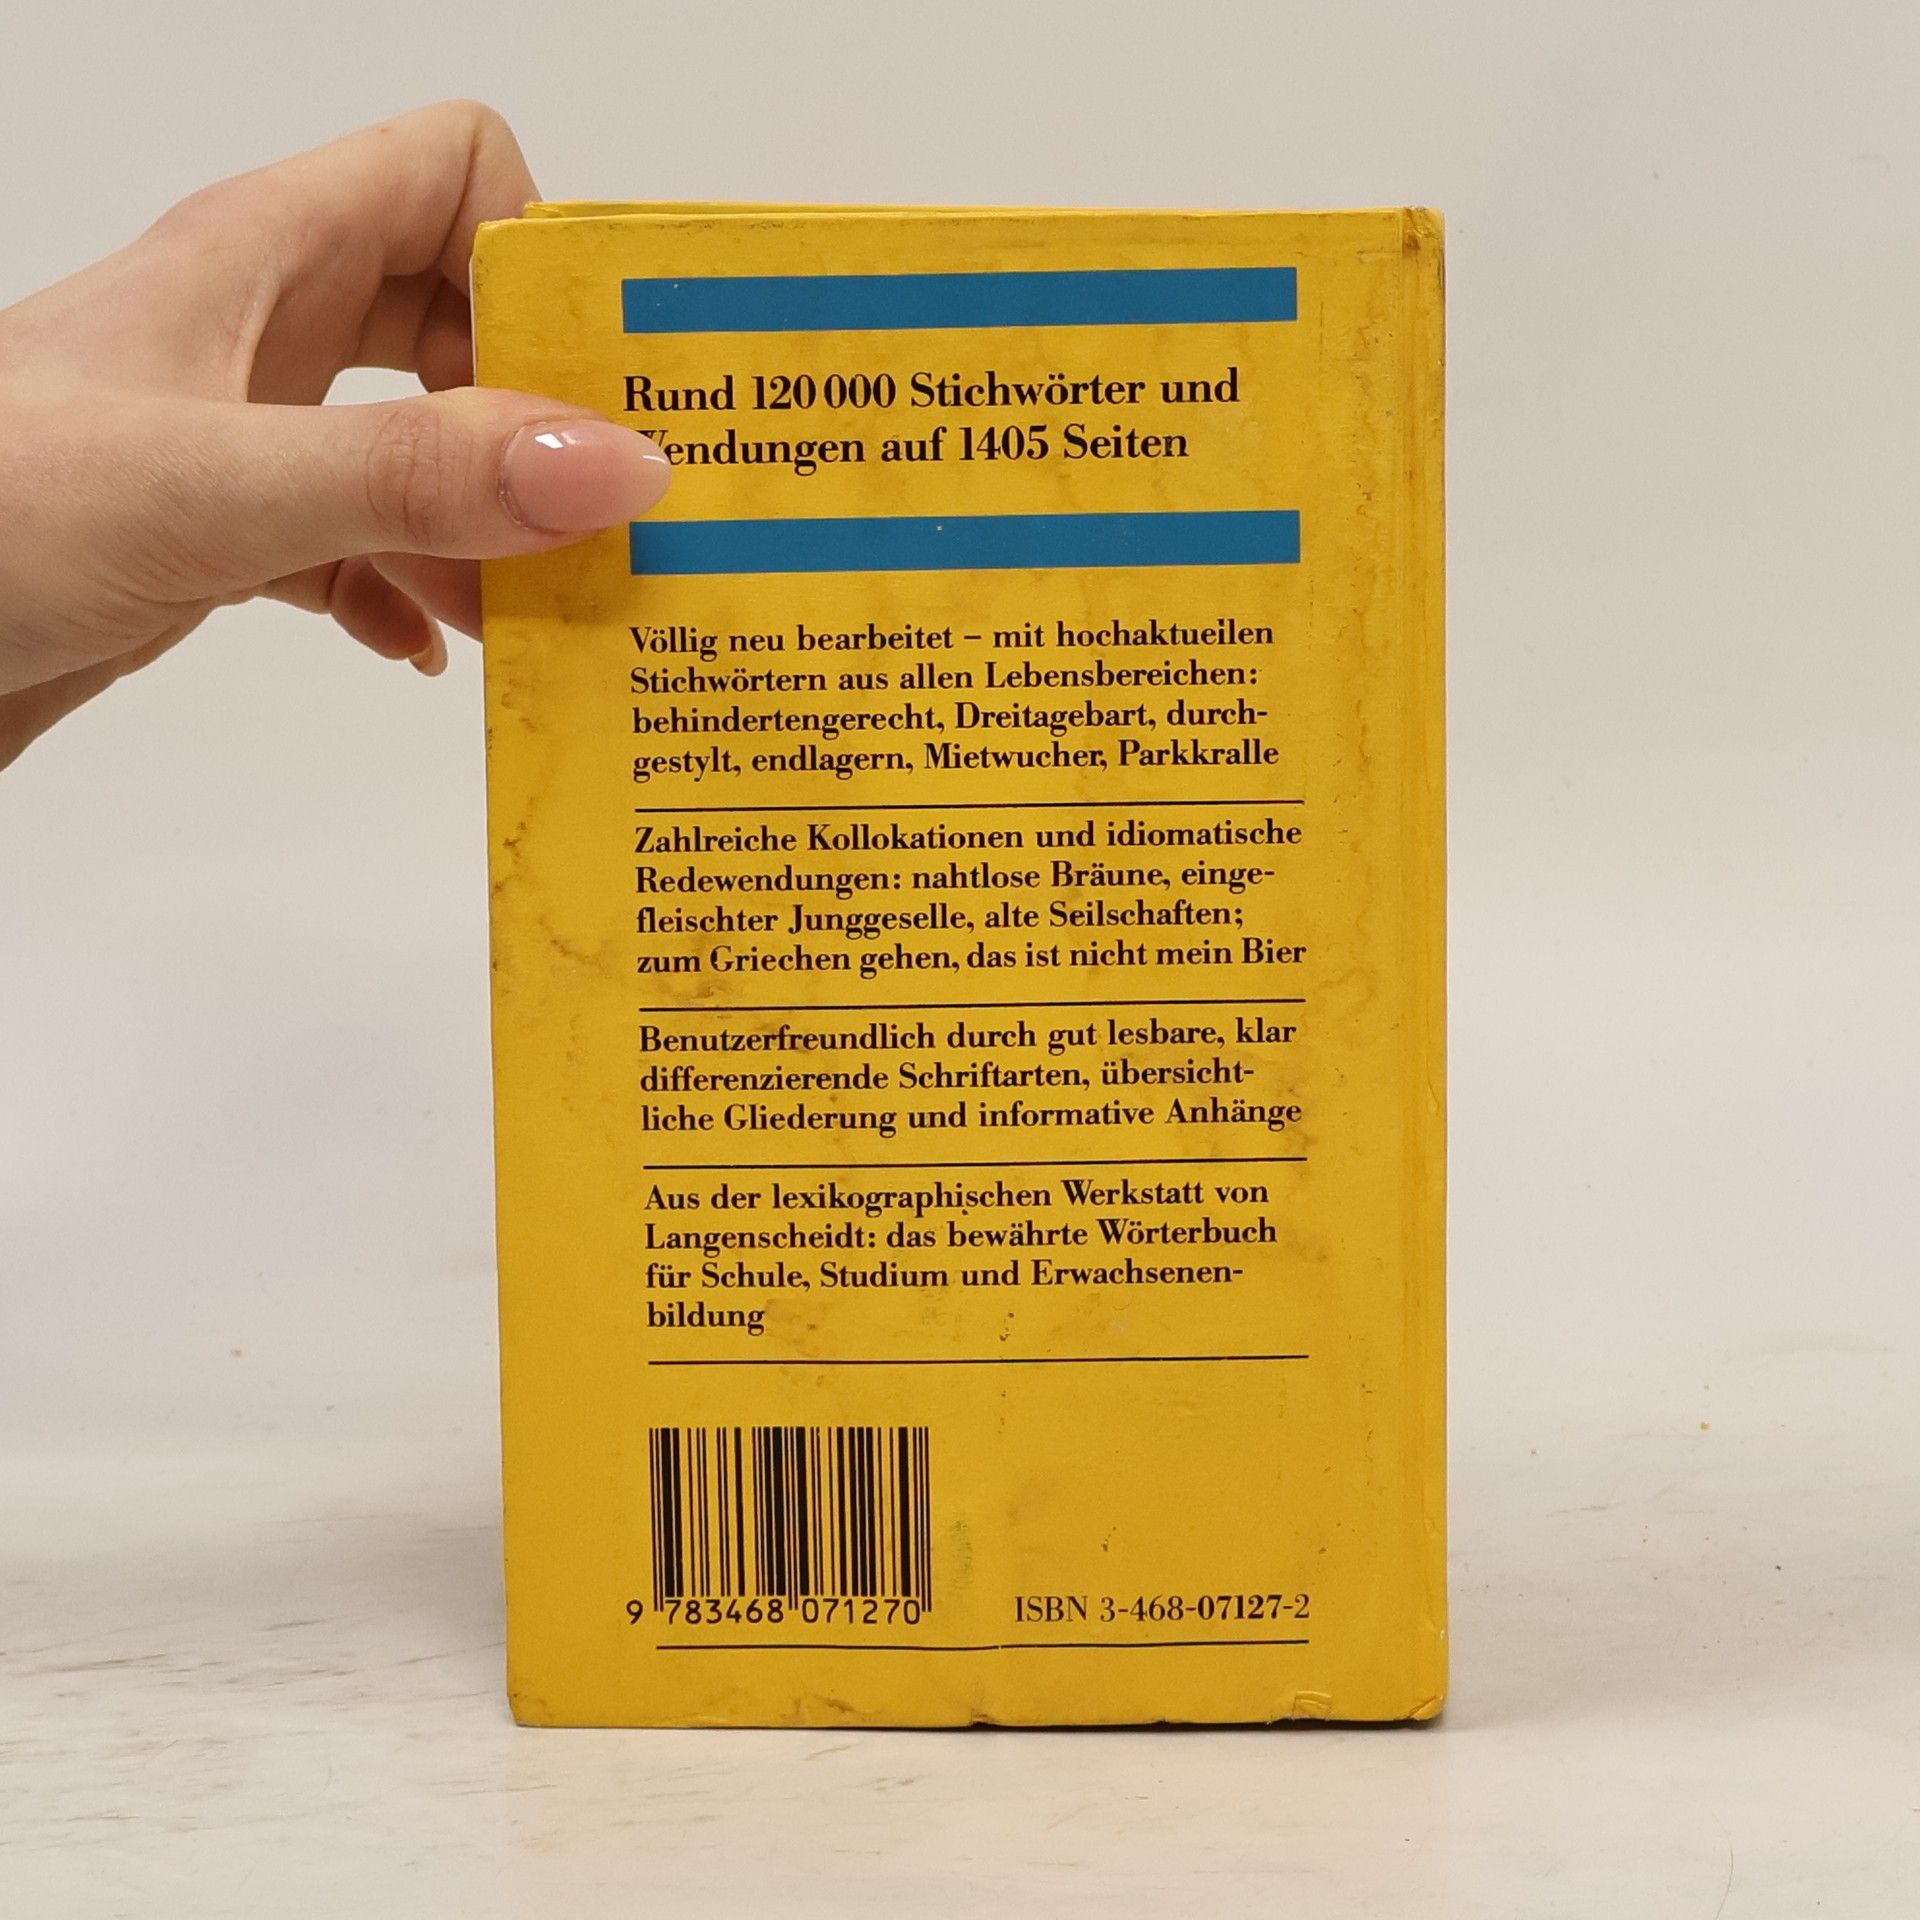 Rund 120 000 Stichwörter und
Wendungen auf 1405 Seiten
Völlig neu bearbeitet – mit hochaktuellen
Stichwörtern aus allen Lebensbereichen:
behindertengerecht, Dreitagebart, durch-
gestylt, endlagern, Mietwucher, Parkkralle
Zahlreiche Kollokationen und idiomatische
Redewendungen: nahtlose Bräune, einge-
fleischter Junggeselle, alte Seilschaften;
zum Griechen gehen, das ist nicht mein Bier
Benutzerfreundlich durch gut lesbare, klar
differenzierende Schriftarten, übersicht-
liche Gliederung und informative Anhänge
Aus der lexikographischen Werkstatt von
Langenscheidt: das bewährte Wörterbuch
für Schule, Studium und Erwachsenen-
bildung
9 783468 071270
ISBN 3-468-07127-2